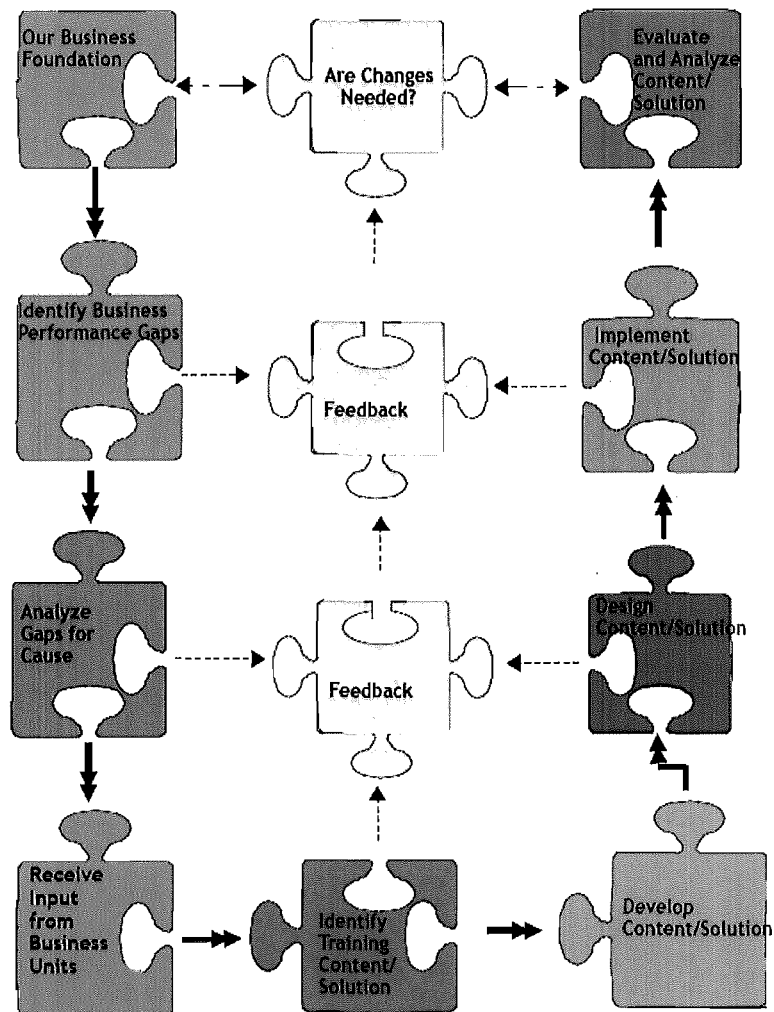 Our Business
Foundation
Are Changes
Needed?
Evaluate
and Analyze
Content/
Solution
Identify Business
Performance Gaps
Feedback
Implement
Content/Solution
Analyze
Gaps for
Cause
Feedback
Design
Content/Solution
Receive
Input
from
Business
Units
Identify
Training
Content/
Solution
Develop
Content/Solution